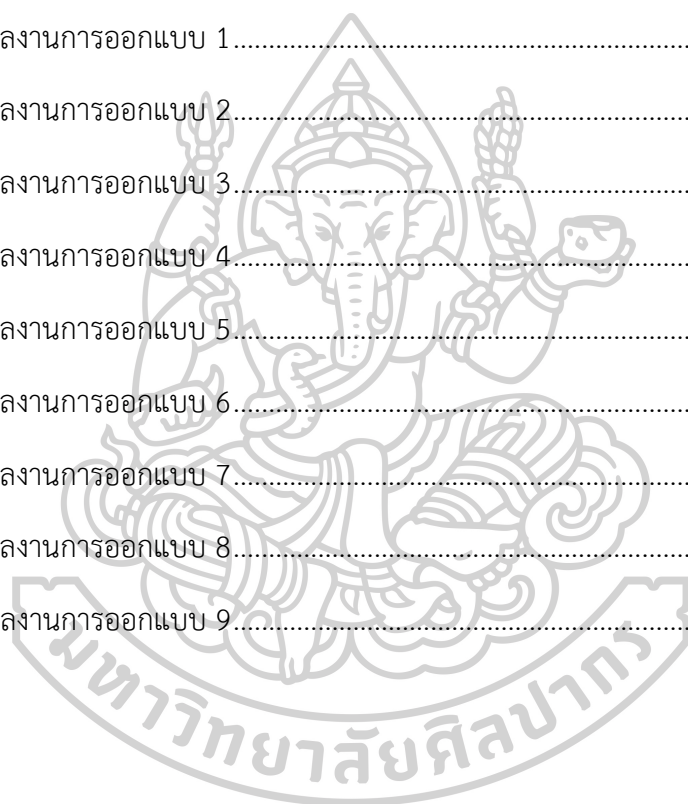 ลงานการออกแบบ 1................................................................
ลงานการออกแบบ 2................................................................
ลงานการออกแบบ 3................................................................
ลงานการออกแบบ 4................................................................
ลงานการออกแบบ 5................................................................
ลงานการออกแบบ 6................................................................
ลงานการออกแบบ 7................................................................
ลงานการออกแบบ 8................................................................
ลงานการออกแบบ 9................................................................
มหาวิทยาลัยศิลปากร